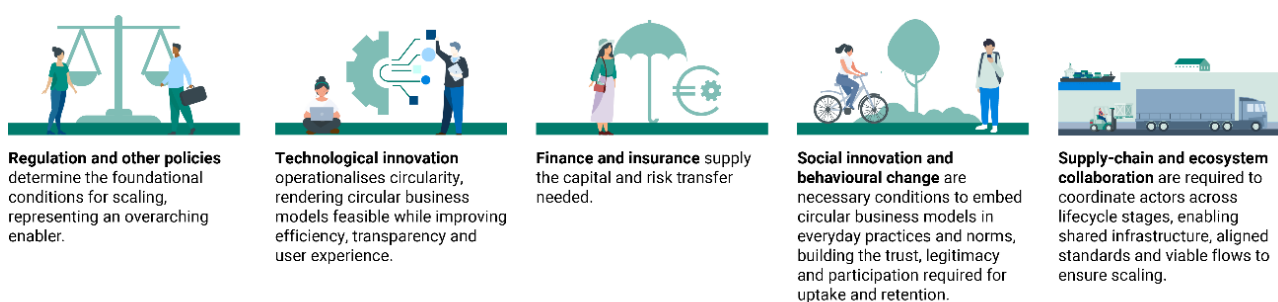 Regulation and other policies
determine the foundational
conditions for scaling,
representing an overarching
enabler.
Technological innovation
operationalises circularity,
rendering circular business
models feasible while improving
efficiency, transparency and
user experience.
Finance and insurance supply
the capital and risk transfer
needed.
Social innovation and
behavioural change are
necessary conditions to embed
circular business models in
everyday practices and norms,
building the trust, legitimacy
and participation required for
uptake and retention.
Supply-chain and ecosystem
collaboration are required to
coordinate actors across
lifecycle stages, enabling
shared infrastructure, aligned
standards and viable flows to
ensure scaling.